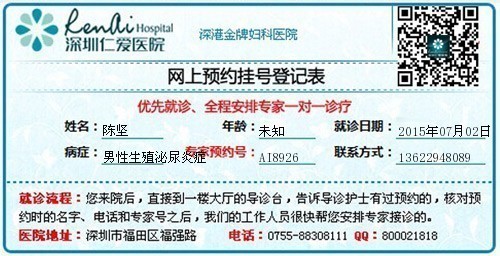 RenAi Hospital
深圳仁爱医院
深港金牌妇科医院
网上预约挂号登记表
优先就诊、全程安排专家一对一诊疗
姓名: 陈坚 年龄: 未知 就诊日期: 2015年07月02日
病症: 男性生殖泌尿炎症 专家预约号: AI8926 联系方式: 13622948089
就诊流程: 您来院后, 直接到一楼大厅的导诊台, 告诉导诊护士有过预约的, 核对预
约时的名字、电话和专家号之后, 我们的工作人员很快帮您安排专家接诊的。
医院地址: 深圳市福田区福强路 电话: 0755-88308111 QQ: 800021818